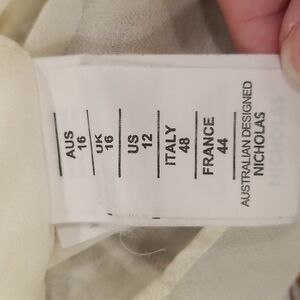 AUS
16
UK
16
US
12
ITALY
48
FRANCE
44
AUSTRALIAN DESIGNED
NICHOLAS